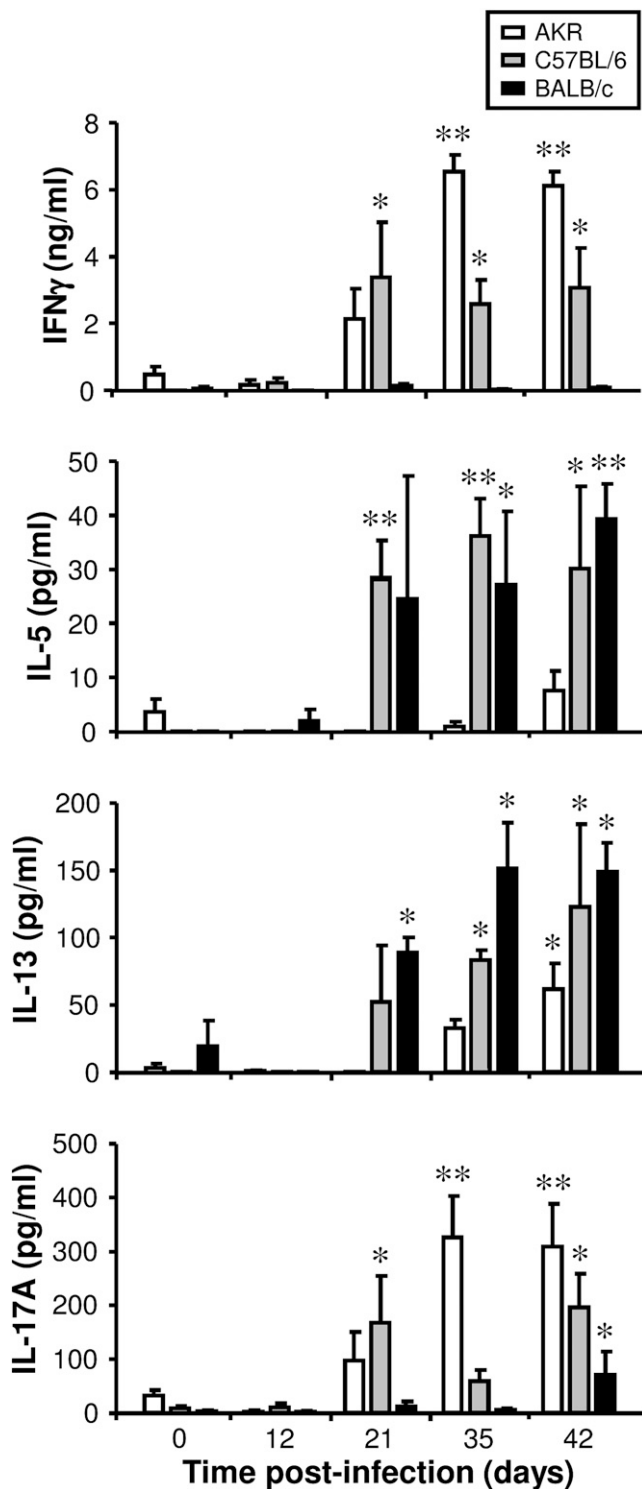 AKR
C57BL/6
BALB/c
IFNγ (ng/ml)
8
6
4
2
0
** **
* * *
IL-5 (pg/ml)
50
40
30
20
10
0
** ** * * **
IL-13 (pg/ml)
200
150
100
50
0
* * * * * *
IL-17A (pg/ml)
500
400
300
200
100
0
* ** ** * *
0 12 21 35 42
Time post-infection (days)